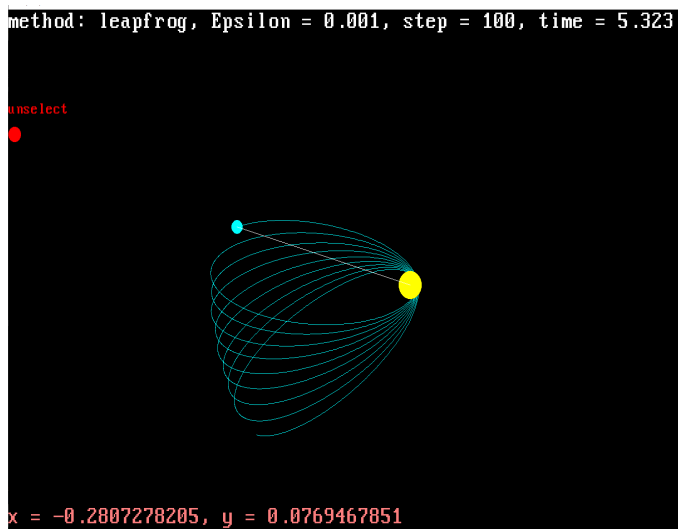 method: leapfrog, Epsilon = 0.001, step = 100, time = 5.323
unselect
x = -0.2807278205, y = 0.0769467851